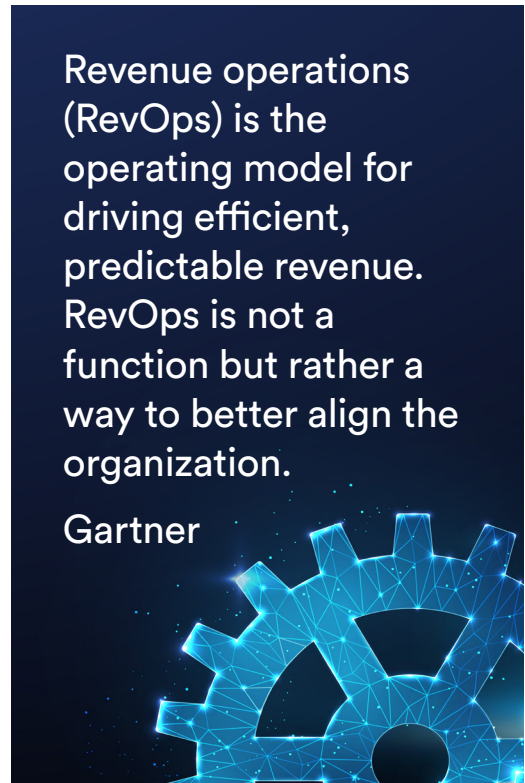 Revenue operations
(RevOps) is the
operating model for
driving efficient,
predictable revenue.
RevOps is not a
function but rather a
way to better align the
organization.
Gartner